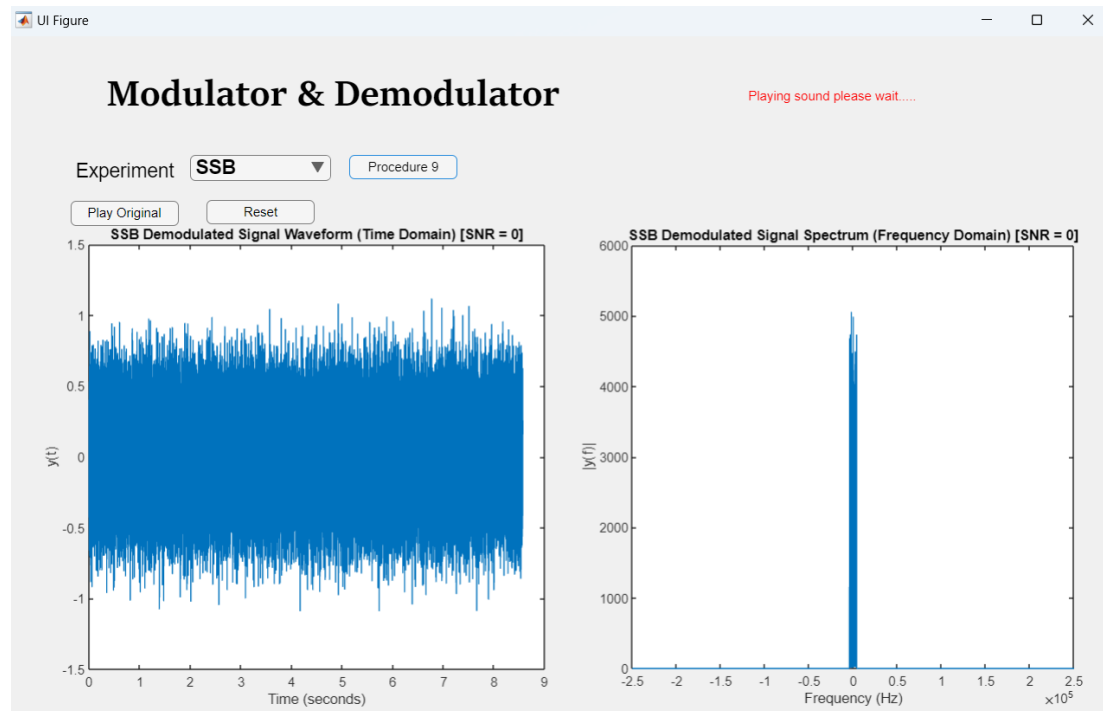 UI Figure
Modulator & Demodulator
Playing sound please wait.....
Experiment
SSB
Procedure 9
Play Original
Reset
SSB Demodulated Signal Waveform (Time Domain) [SNR = 0]
1.5
1
0.5
0
-0.5
-1
-1.5
y(t)
0 1 2 3 4 5 6 7 8 9
Time (seconds)
SSB Demodulated Signal Spectrum (Frequency Domain) [SNR = 0]
6000
5000
4000
3000
2000
1000
0
|y(f)|
-2.5 -2 -1.5 -1 -0.5 0 0.5 1 1.5 2 2.5
Frequency (Hz)
×10⁵